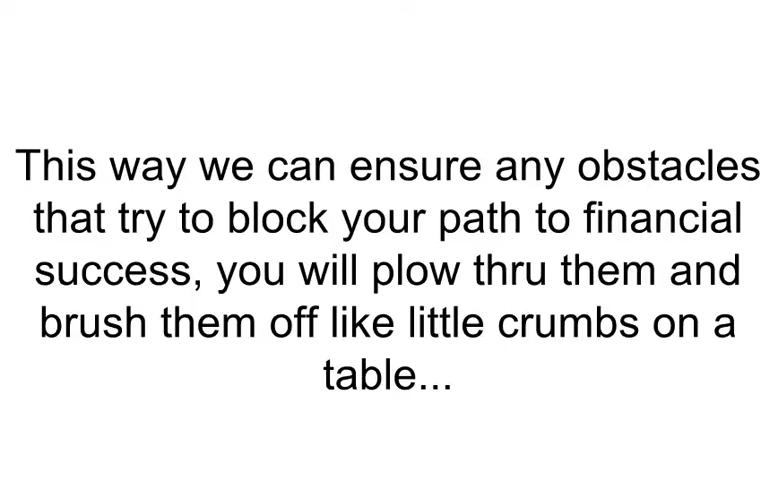 This way we can ensure any obstacles
that try to block your path to financial
success, you will plow thru them and
brush them off like little crumbs on a
table...